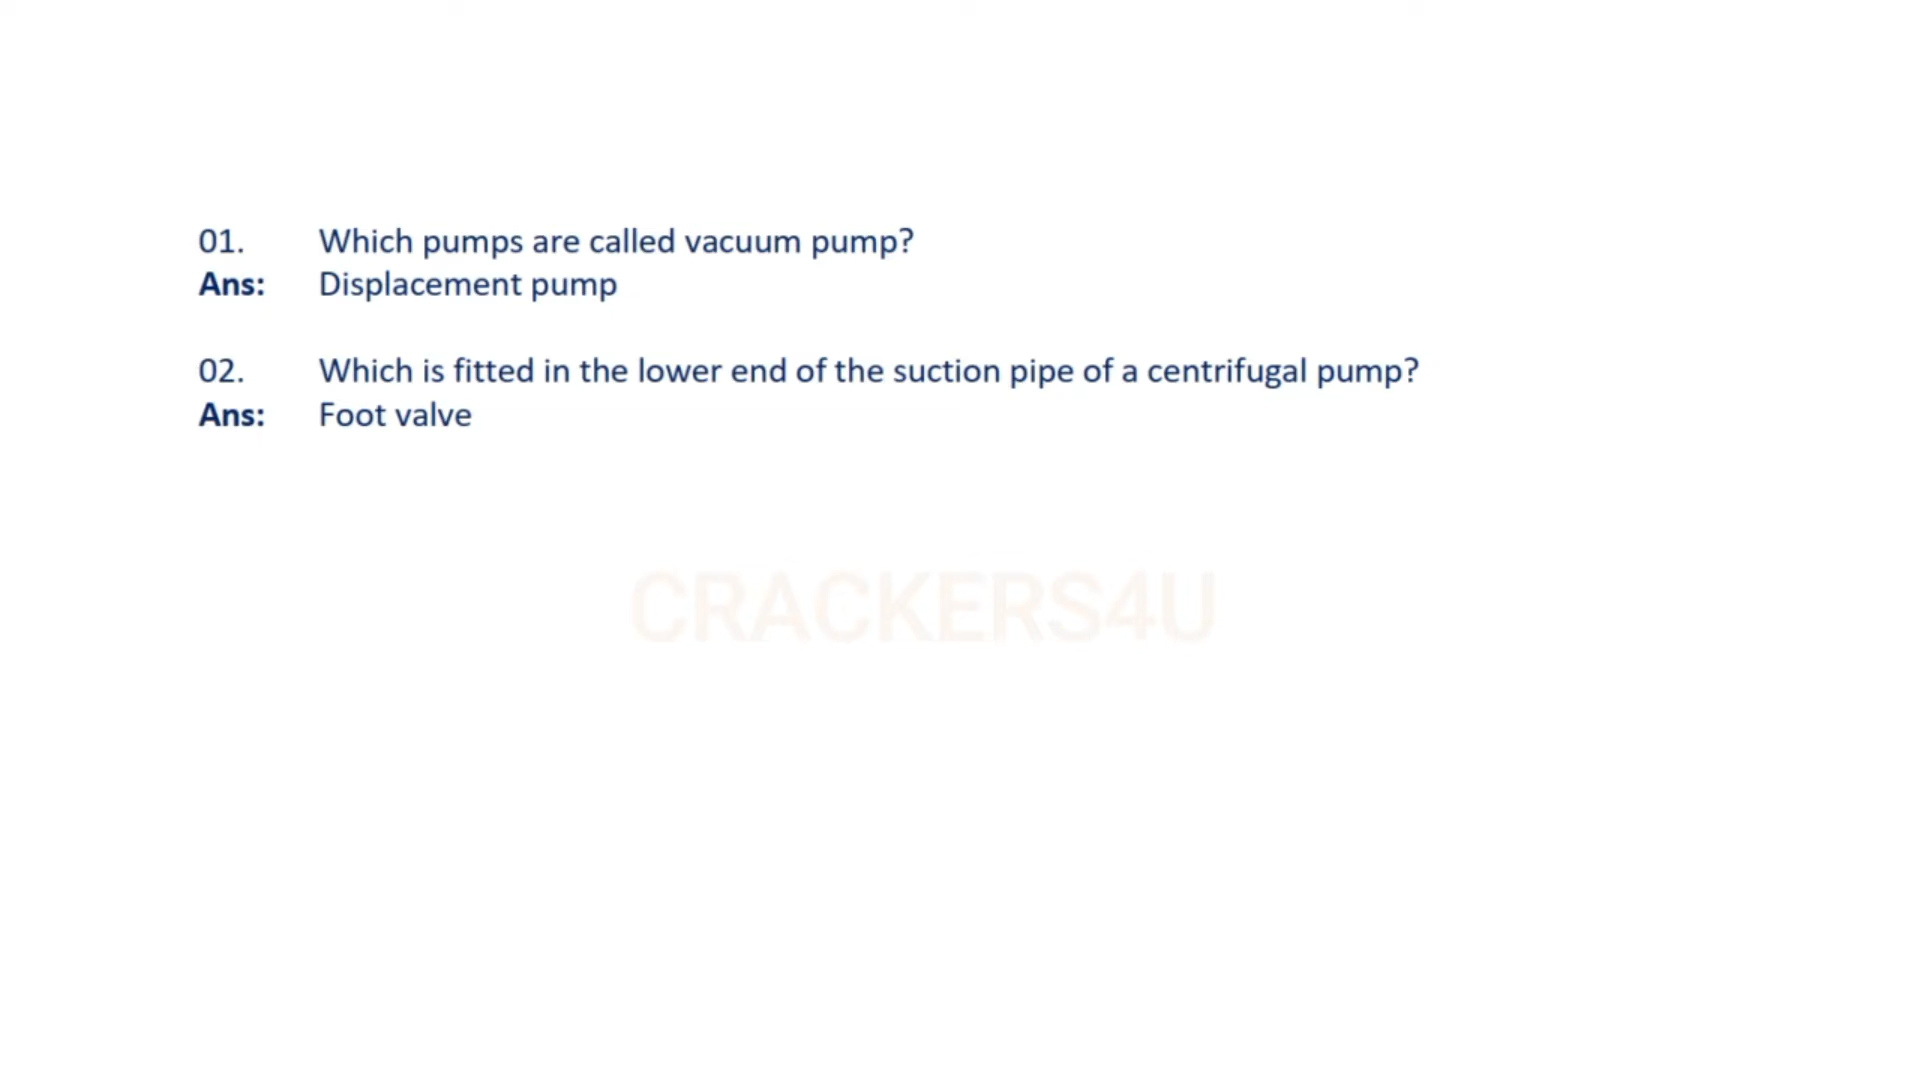 01. Which pumps are called vacuum pump?
Ans: Displacement pump
02. Which is fitted in the lower end of the suction pipe of a centrifugal pump?
Ans: Foot valve
CRACKERS4U